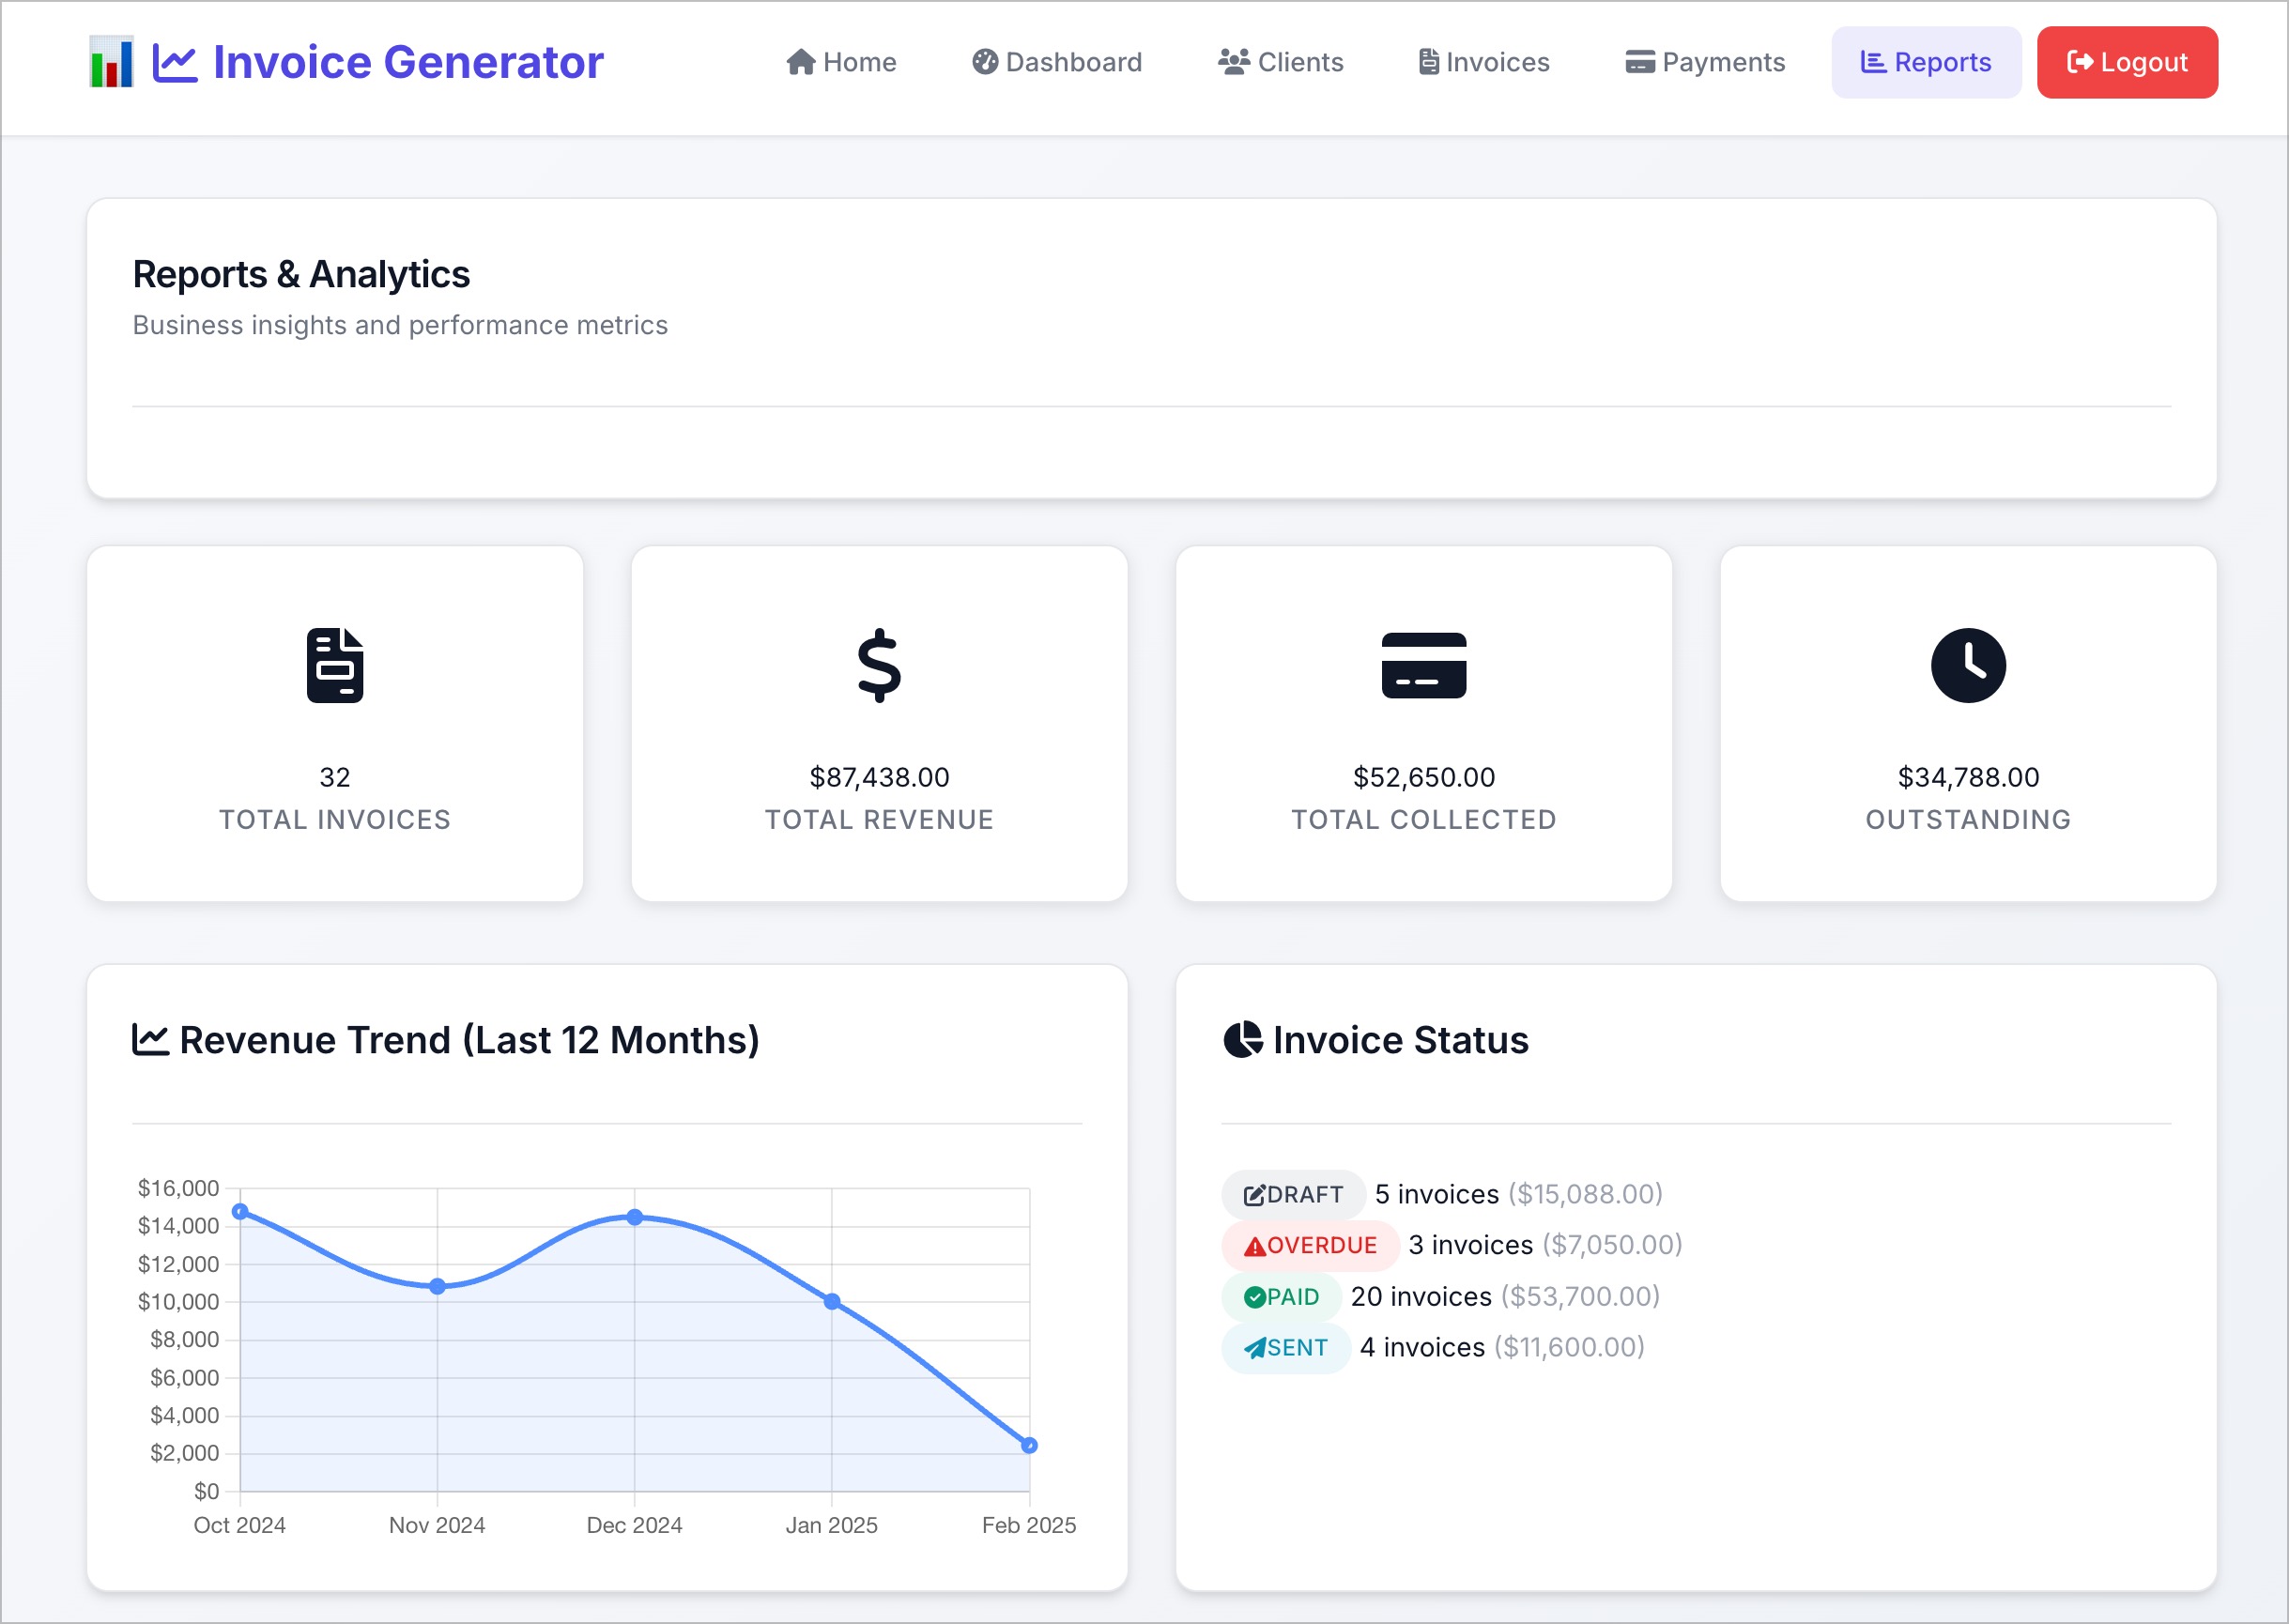 Invoice Generator
Home
Dashboard
Clients
Invoices
Payments
Reports
Logout
Reports & Analytics
Business insights and performance metrics
32
TOTAL INVOICES
$87,438.00
TOTAL REVENUE
$52,650.00
TOTAL COLLECTED
$34,788.00
OUTSTANDING
Revenue Trend (Last 12 Months)
$16,000
$14,000
$12,000
$10,000
$8,000
$6,000
$4,000
$2,000
$0
Oct 2024
Nov 2024
Dec 2024
Jan 2025
Feb 2025
Invoice Status
DRAFT 5 invoices ($15,088.00)
OVERDUE 3 invoices ($7,050.00)
PAID 20 invoices ($53,700.00)
SENT 4 invoices ($11,600.00)